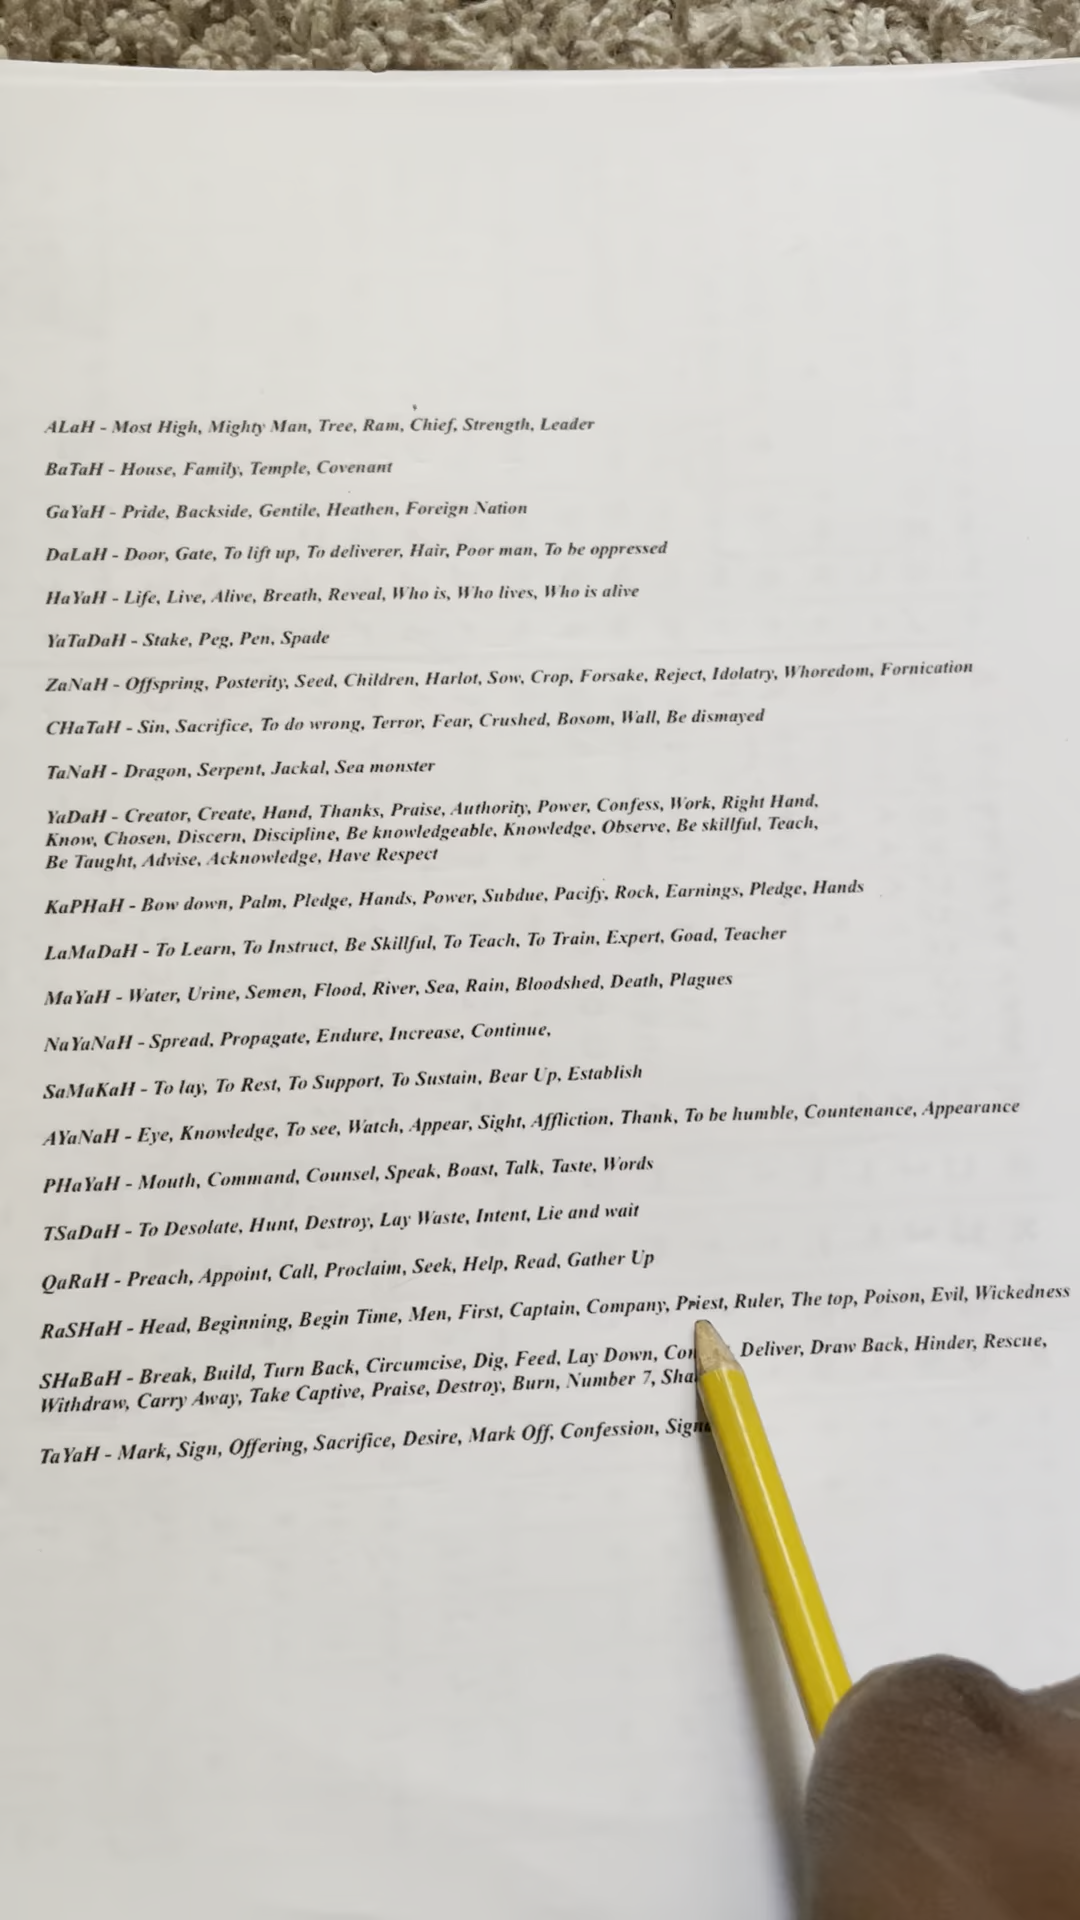 ALaH - Most High, Mighty Man, Tree, Ram, Chief, Strength, Leader
BaTaH - House, Family, Temple, Covenant
GaYaH - Pride, Backside, Gentile, Heathen, Foreign Nation
DaLaH - Door, Gate, To lift up, To deliverer, Hair, Poor man, To be oppressed
HaYaH - Life, Live, Alive, Breath, Reveal, Who is, Who lives, Who is alive
YaTaDaH - Stake, Peg, Pen, Spade
ZaNaH - Offspring, Posterity, Seed, Children, Harlot, Sow, Crop, Forsake, Reject, Idolatry, Whoredom, Fornication
CHaTaH - Sin, Sacrifice, To do wrong, Terror, Fear, Crushed, Bosom, Wall, Be dismayed
TaNaH - Dragon, Serpent, Jackal, Sea monster
YaDaH - Creator, Create, Hand, Thanks, Praise, Authority, Power, Confess, Work, Right Hand,
Know, Chosen, Discern, Discipline, Be knowledgeable, Knowledge, Observe, Be skillful, Teach,
Be Taught, Advise, Acknowledge, Have Respect
KaPHaH - Bow down, Palm, Pledge, Hands, Power, Subdue, Pacify, Rock, Earnings, Pledge, Hands
LaMaDaH - To Learn, To Instruct, Be Skillful, To Teach, To Train, Expert, Goad, Teacher
MaYaH - Water, Urine, Semen, Flood, River, Sea, Rain, Bloodshed, Death, Plagues
NaYaNaH - Spread, Propagate, Endure, Increase, Continue,
SaMaKaH - To lay, To Rest, To Support, To Sustain, Bear Up, Establish
AYaNaH - Eye, Knowledge, To see, Watch, Appear, Sight, Affliction, Thank, To be humble, Countenance, Appearance
PHaYaH - Mouth, Command, Counsel, Speak, Boast, Talk, Taste, Words
TSaDaH - To Desolate, Hunt, Destroy, Lay Waste, Intent, Lie and wait
QaRaH - Preach, Appoint, Call, Proclaim, Seek, Help, Read, Gather Up
RaSHaH - Head, Beginning, Begin Time, Men, First, Captain, Company, Priest, Ruler, The top, Poison, Evil, Wickedness
SHaBaH - Break, Build, Turn Back, Circumcise, Dig, Feed, Lay Down, Deliver, Draw Back, Hinder, Rescue,
Withdraw, Carry Away, Take Captive, Praise, Destroy, Burn, Number 7,
TaYaH - Mark, Sign, Offering, Sacrifice, Desire, Mark Off, Confession,